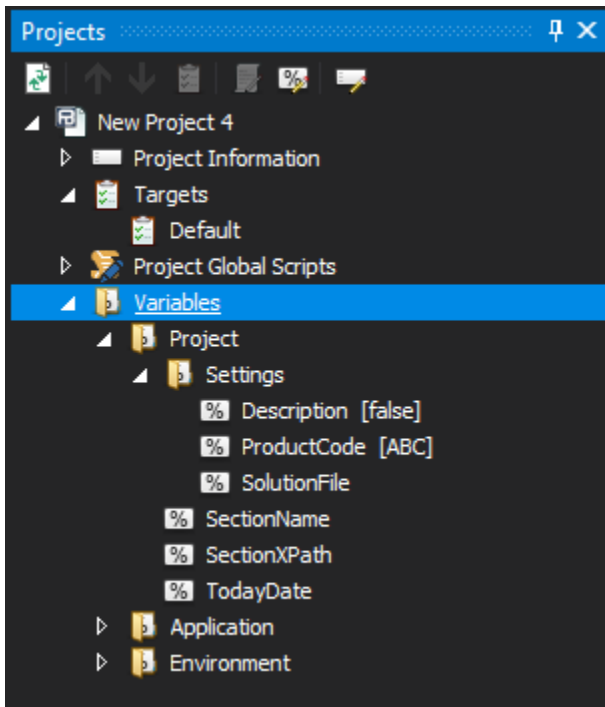 Projects
New Project 4
Project Information
Targets
Default
Project Global Scripts
Variables
Project
Settings
% Description [false]
% ProductCode [ABC]
% SolutionFile
% SectionName
% SectionXPath
% TodayDate
Application
Environment